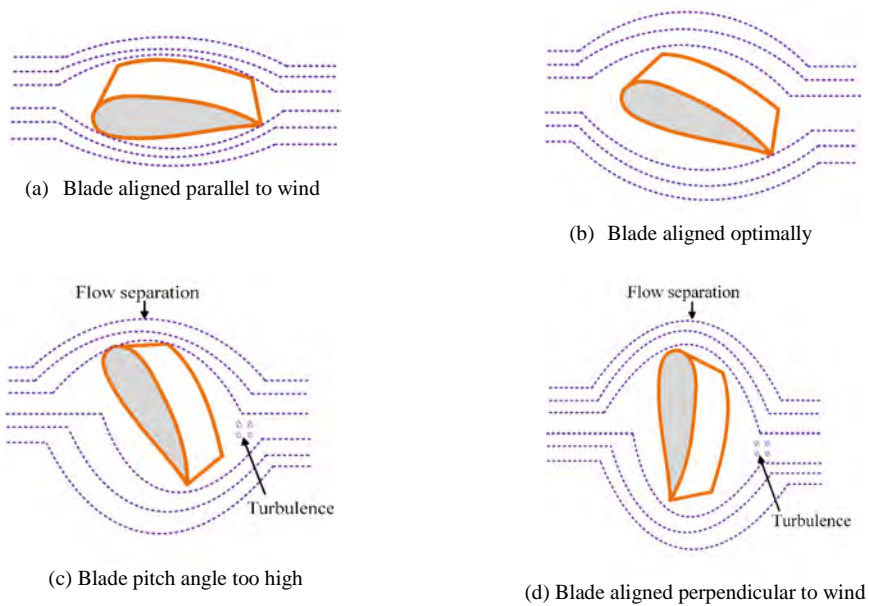 (a) Blade aligned parallel to wind
(b) Blade aligned optimally
Flow separation
Turbulence
(c) Blade pitch angle too high
Flow separation
Turbulence
(d) Blade aligned perpendicular to wind